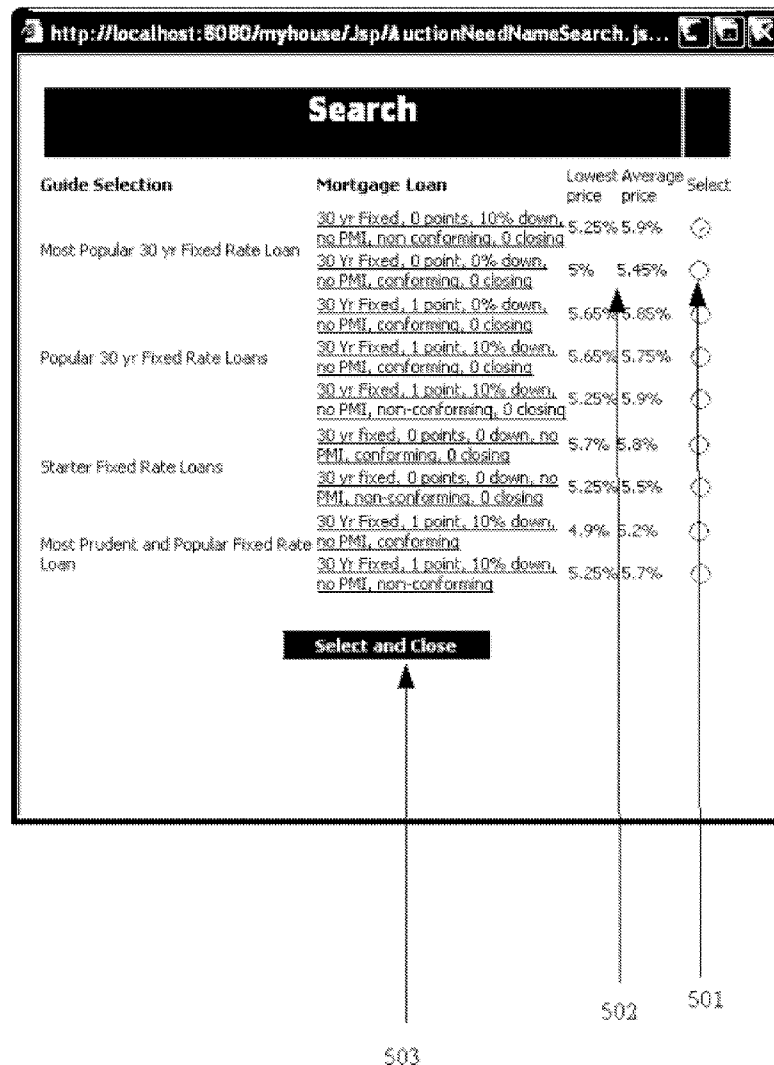 http://localhost:8080/myhouse/Jsp/AuctionNeedNameSearch.js...
Search
Guide Selection
Mortgage Loan
Lowest price
Average price
Select
Most Popular 30 yr Fixed Rate Loan
30 yr Fixed, 0 points, 10% down,
no PMI, non conforming, 0 closing
5.25% 5.9%
30 Yr Fixed, 0 point, 0% down,
no PMI, conforming, 0 closing
5% 5.45%
Popular 30 yr Fixed Rate Loans
30 Yr Fixed, 1 point, 0% down,
no PMI, conforming, 0 closing
5.65% 5.85%
30 Yr Fixed, 1 point, 10% down,
no PMI, conforming, 0 closing
5.65% 5.75%
30 yr Fixed, 1 point, 10% down,
no PMI, non-conforming, 0 closing
5.25% 5.9%
Starter Fixed Rate Loans
30 yr fixed, 0 points, 0 down, no
PMI, conforming, 0 closing
5.7% 5.8%
30 yr fixed, 0 points, 0 down, no
PMI, non-conforming, 0 closing
5.25% 5.5%
Most Prudent and Popular Fixed Rate
Loan
30 Yr Fixed, 1 point, 10% down,
no PMI, conforming
4.9% 5.2%
30 Yr Fixed, 1 point, 10% down,
no PMI, non-conforming
5.25% 5.7%
Select and Close
501
502
503